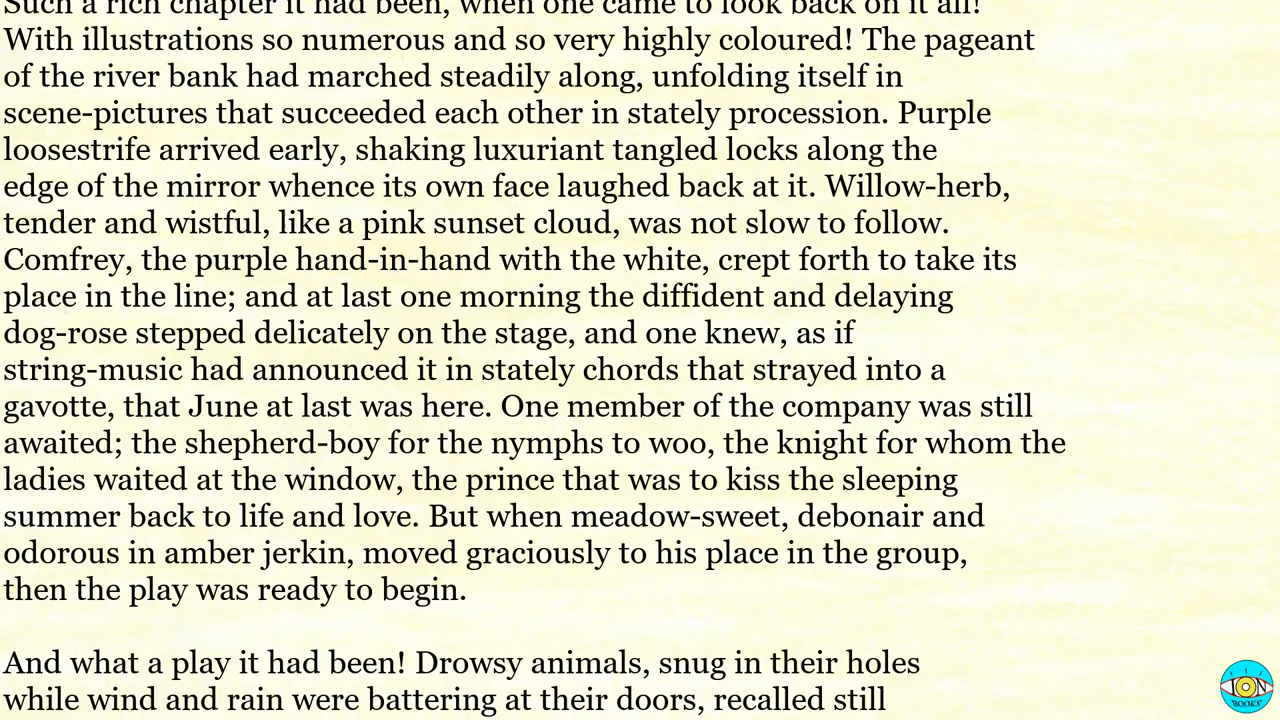 Such a rich chapter it had been, when one came to look back on it all!
With illustrations so numerous and so very highly coloured! The pageant
of the river bank had marched steadily along, unfolding itself in
scene-pictures that succeeded each other in stately procession. Purple
loosestrife arrived early, shaking luxuriant tangled locks along the
edge of the mirror whence its own face laughed back at it. Willow-herb,
tender and wistful, like a pink sunset cloud, was not slow to follow.
Comfrey, the purple hand-in-hand with the white, crept forth to take its
place in the line; and at last one morning the diffident and delaying
dog-rose stepped delicately on the stage, and one knew, as if
string-music had announced it in stately chords that strayed into a
gavotte, that June at last was here. One member of the company was still
awaited; the shepherd-boy for the nymphs to woo, the knight for whom the
ladies waited at the window, the prince that was to kiss the sleeping
summer back to life and love. But when meadow-sweet, debonair and
odorous in amber jerkin, moved graciously to his place in the group,
then the play was ready to begin.
And what a play it had been! Drowsy animals, snug in their holes
while wind and rain were battering at their doors, recalled still
ION
BOOKS